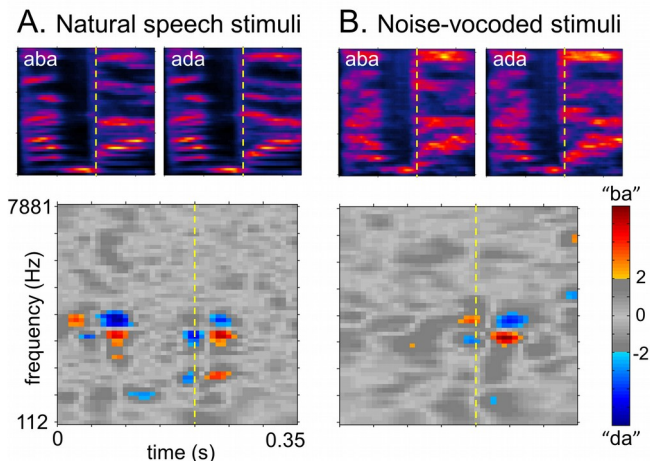 A. Natural speech stimuli
B. Noise-vocoded stimuli
aba
ada
aba
ada
7881
frequency (Hz)
112
0
time (s)
0.35
"ba"
2
0
-2
"da"